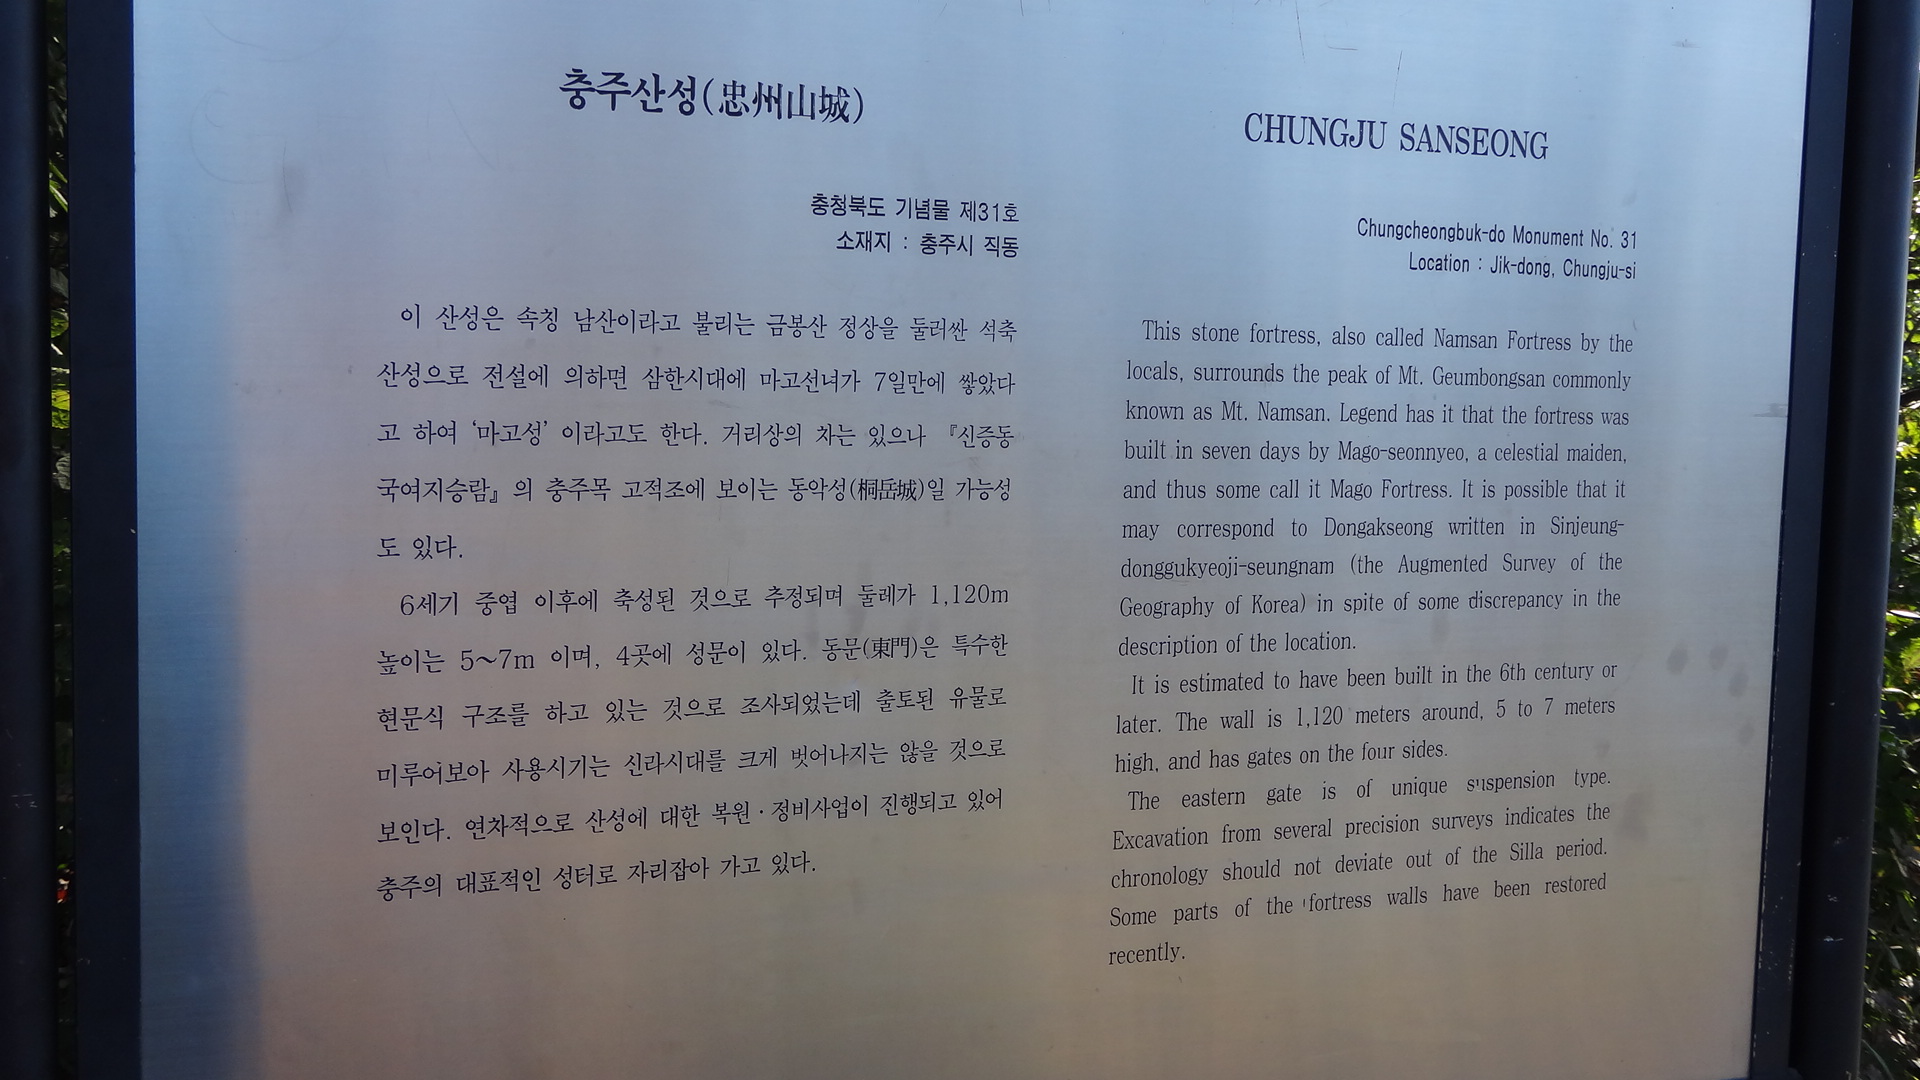 충주산성(忠州山城)
충청북도 기념물 제31호
소재지 : 충주시 직동
이 산성은 속칭 남산이라고 불리는 금봉산 정상을 둘러싼 석축
산성으로 전설에 의하면 삼한시대에 마고선녀가 7일만에 쌓았다
고 하여 ‘마고성’ 이라고도 한다. 거리상의 차는 있으나 『신증동
국여지승람』의 충주목 고적조에 보이는 동악성(桐岳城)일 가능성
도 있다.
6세기 중엽 이후에 축성된 것으로 추정되며 둘레가 1,120m
높이는 5~7m 이며, 4곳에 성문이 있다. 동문(東門)은 특수한
현문식 구조를 하고 있는 것으로 조사되었는데 출토된 유물로
미루어보아 사용시기는 신라시대를 크게 벗어나지는 않을 것으로
보인다. 연차적으로 산성에 대한 복원·정비사업이 진행되고 있어
충주의 대표적인 성터로 자리잡아 가고 있다.
CHUNGJU SANSEONG
Chungcheongbuk-do Monument No. 31
Location : Jik-dong, Chungju-si
This stone fortress, also called Namsan Fortress by the
locals, surrounds the peak of Mt. Geumbongsan commonly
known as Mt. Namsan. Legend has it that the fortress was
built in seven days by Mago-seonnyeo, a celestial maiden,
and thus some call it Mago Fortress. It is possible that it
may correspond to Dongakseong written in Sinjeung-
donggukyeoji-seungnam (the Augmented Survey of the
Geography of Korea) in spite of some discrepancy in the
description of the location.
It is estimated to have been built in the 6th century or
later. The wall is 1,120 meters around, 5 to 7 meters
high, and has gates on the four sides.
The eastern gate is of unique suspension type.
Excavation from several precision surveys indicates the
chronology should not deviate out of the Silla period.
Some parts of the fortress walls have been restored
recently.